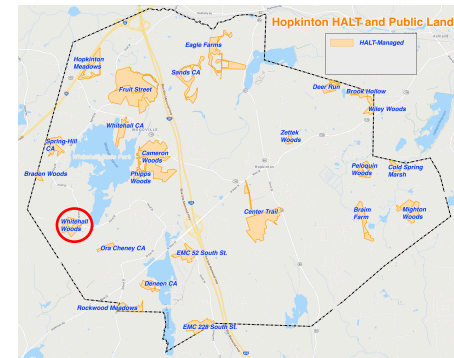 Hopkinton HALT and Public Land
HALT-Managed
Eagle Farms
Hopkinton
Meadows
Sands CA
Fruit Street
Deer Run
Brook Hollow
Wiley Woods
Whitehall CA
WOODVILLE
Zettek
Woods
Spring-Hill
CA
Cameron
Woods
Braden Woods
Phipps
Woods
Peloquin
Woods
Cold Spring
Marsh
Whitehall
Woods
Center Trail
Braim
Farm
Mighton
Woods
Ora Cheney CA
EMC 52 South St.
Deneen CA
Rockwood Meadows
EMC 228 South St.